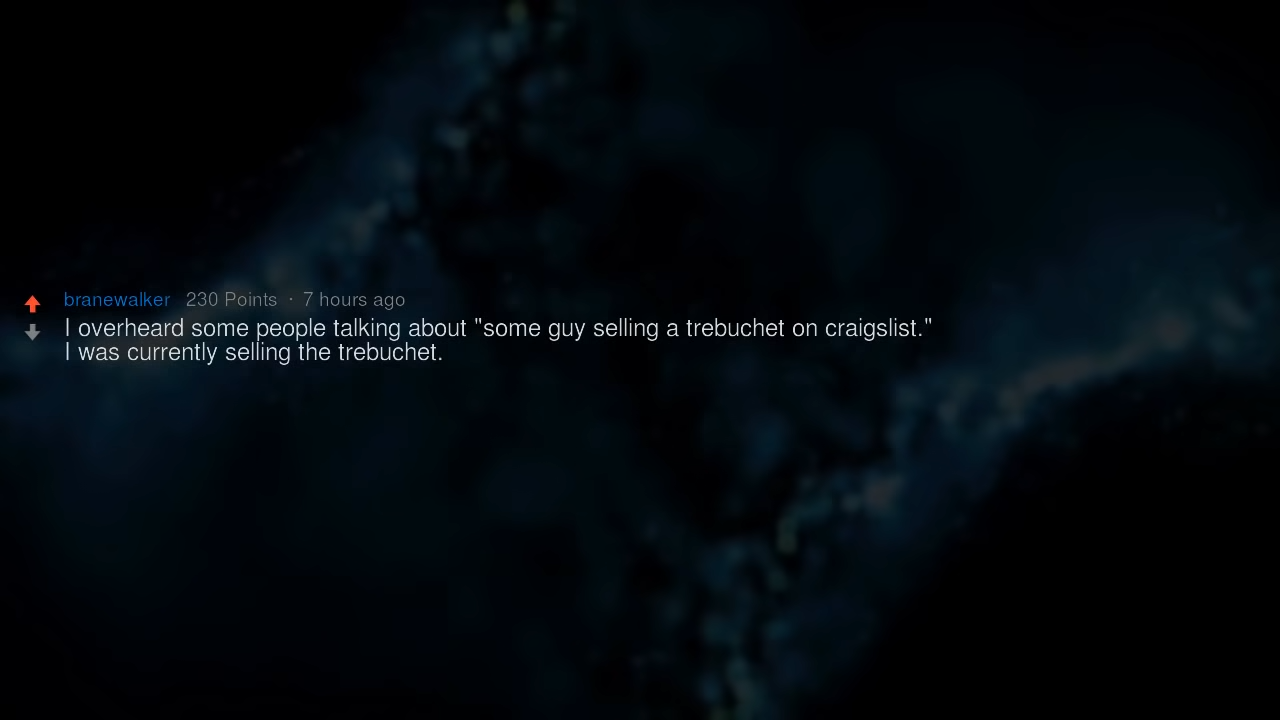 branewalker 230 Points · 7 hours ago
I overheard some people talking about "some guy selling a trebuchet on craigslist."
I was currently selling the trebuchet.